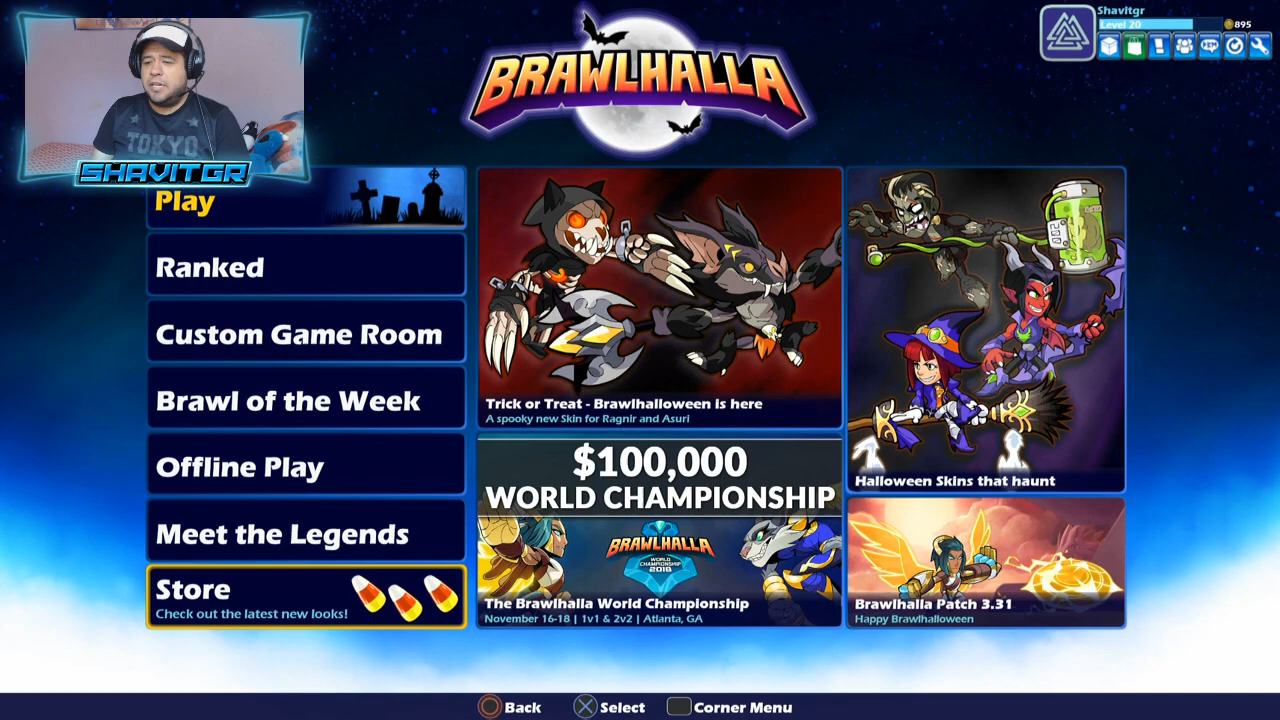 TOKYO
SHAVITGR
BRAWLHALLA
Shavitgr
Level 20
895
Play
Ranked
Custom Game Room
Brawl of the Week
Offline Play
Meet the Legends
Store
Check out the latest new looks!
Trick or Treat - Brawlhalloween is here
A spooky new Skin for Ragnir and Asuri
$100,000
WORLD CHAMPIONSHIP
BRAWLHALLA
WORLD
CHAMPIONSHIP
2018
The Brawlhalla World Championship
November 16-18 | 1v1 & 2v2 | Atlanta, GA
Halloween Skins that haunt
Brawlhalla Patch 3.31
Happy Brawlhalloween
Back
Select
Corner Menu